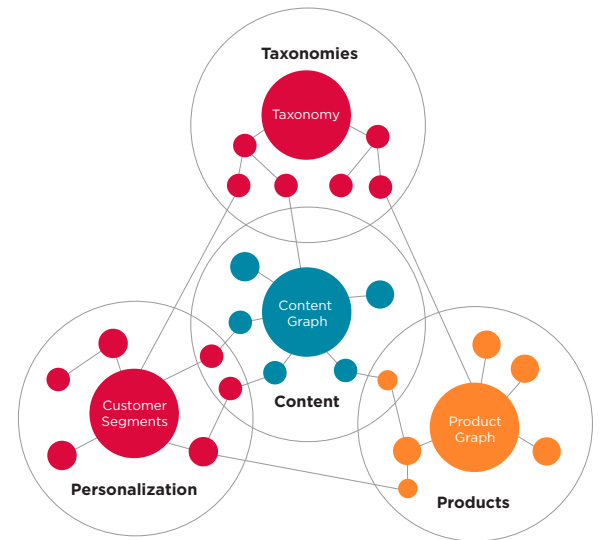 Taxonomies
Taxonomy
Content
Graph
Content
Customer
Segments
Personalization
Product
Graph
Products